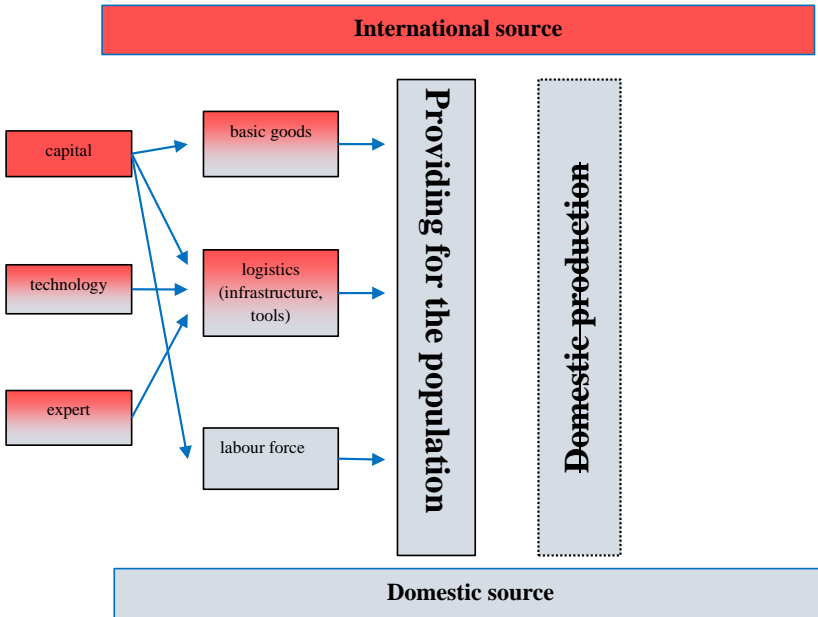 International source
capital
technology
expert
basic goods
logistics
(infrastructure,
tools)
labour force
Providing for the population
Domestic production
Domestic source